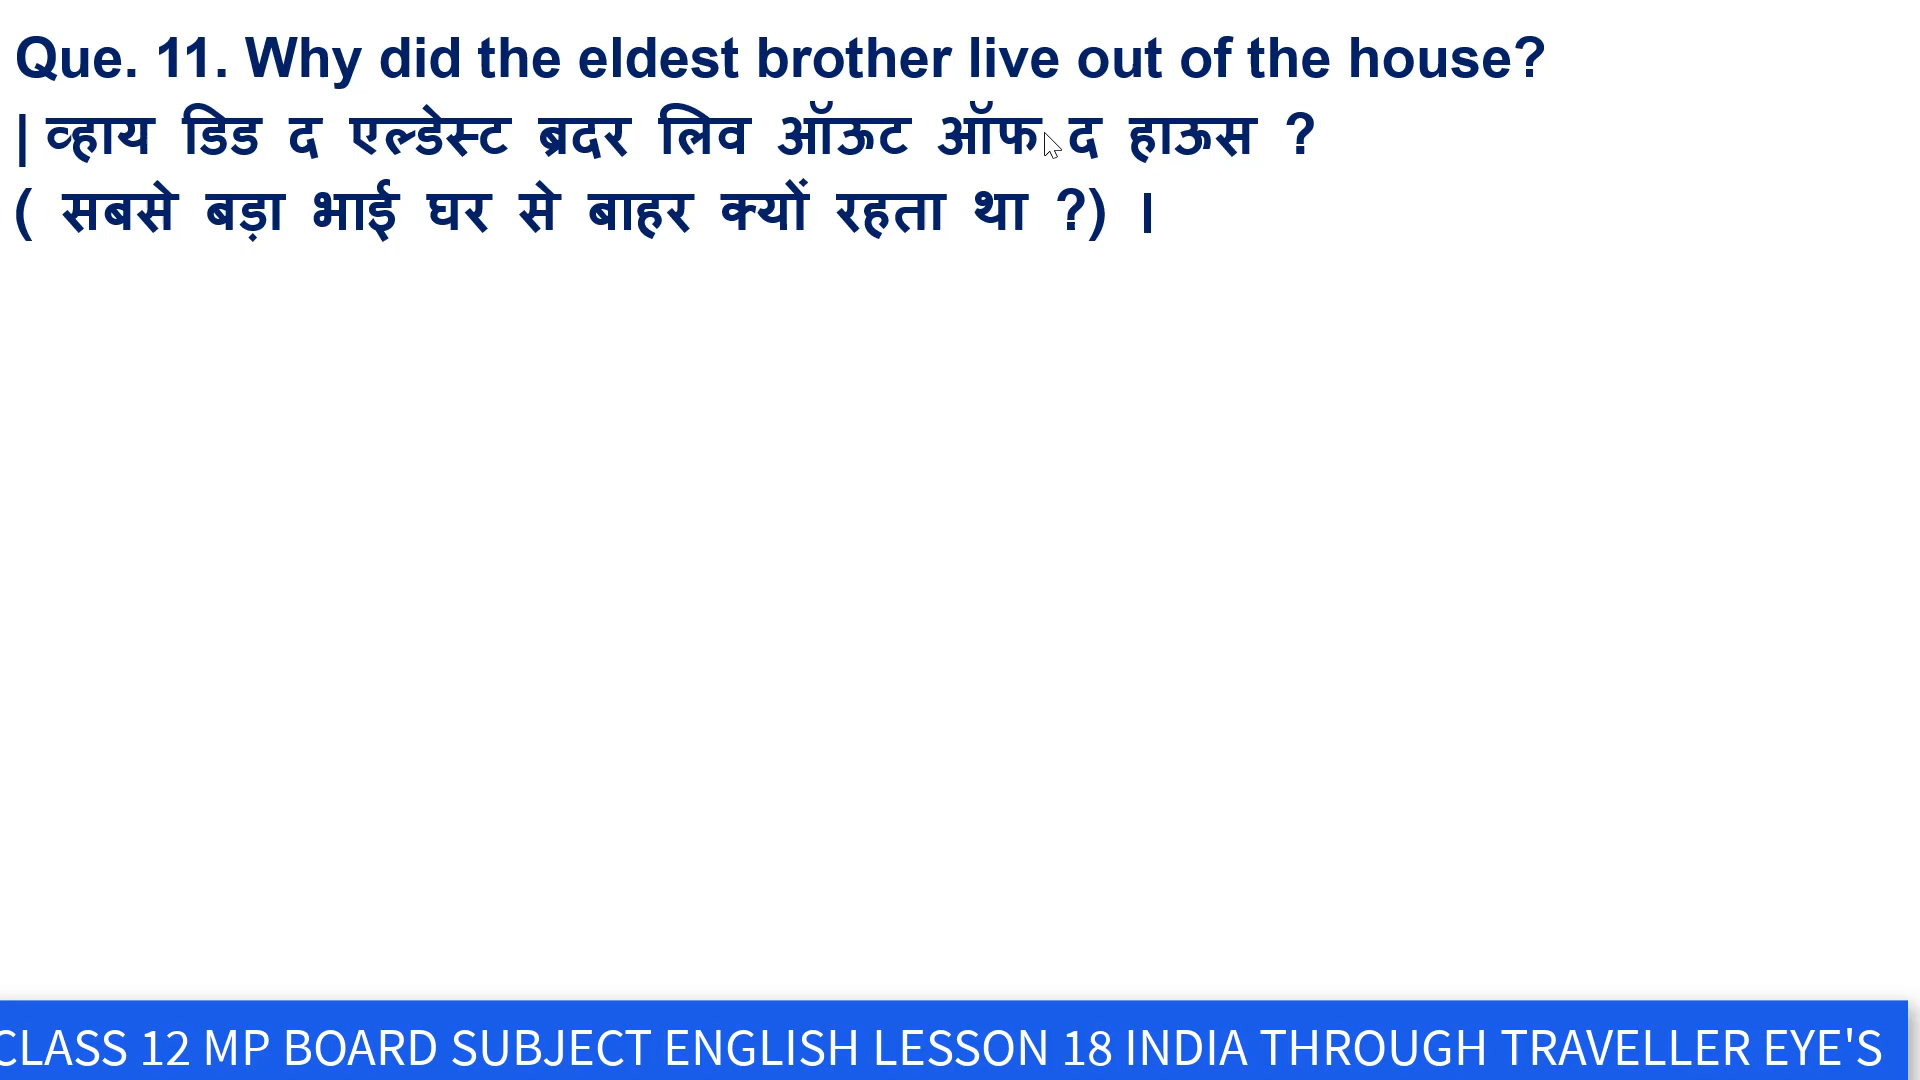 Que. 11. Why did the eldest brother live out of the house?
| व्हाय डिड द एल्डेस्ट ब्रदर लिव ऑऊट ऑफ द हाऊस ?
( सबसे बड़ा भाई घर से बाहर क्यों रहता था ?) ।
CLASS 12 MP BOARD SUBJECT ENGLISH LESSON 18 INDIA THROUGH TRAVELLER EYE'S